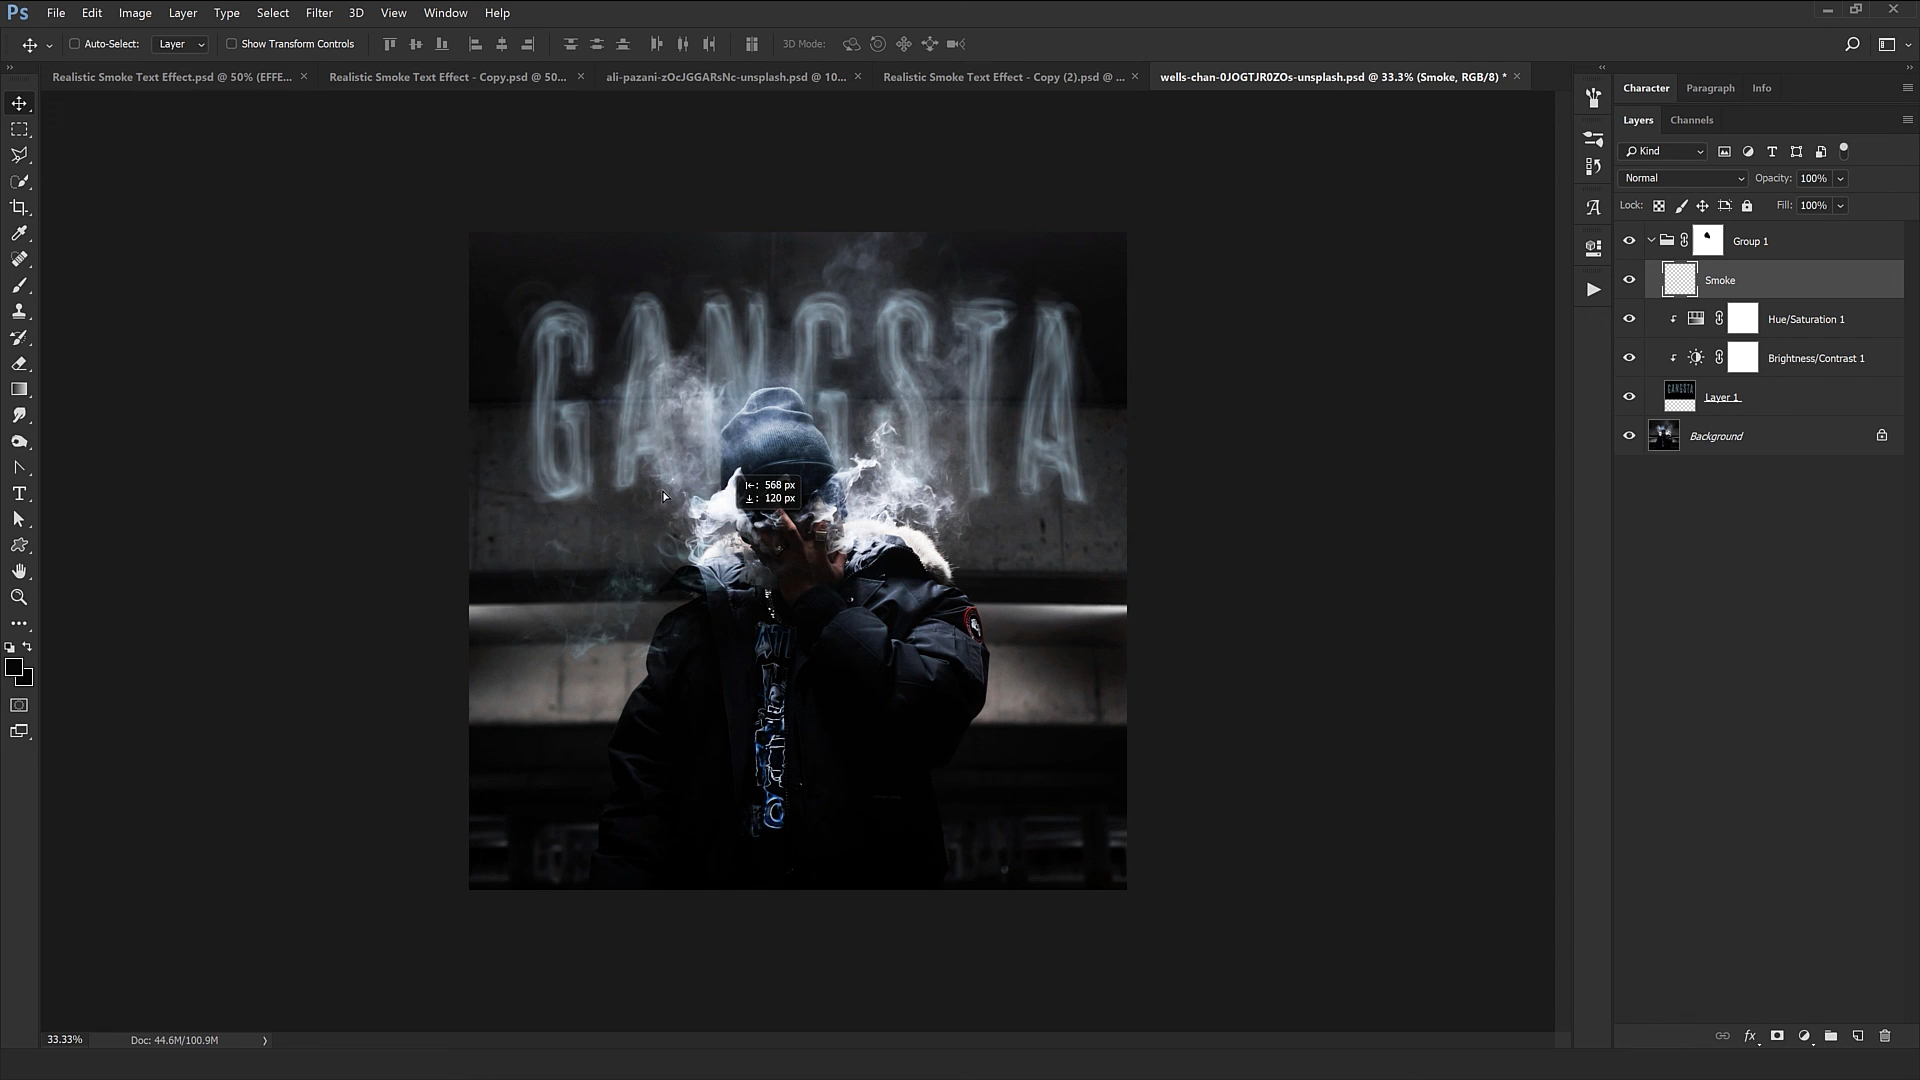 Ps File Edit Image Layer Type Select Filter 3D View Window Help
Auto-Select: Layer Show Transform Controls 3D Mode:
Realistic Smoke Text Effect.psd @ 50% (EFFE... × Realistic Smoke Text Effect - Copy.psd @ 50... × ali-pazani-zOcJGGARsNc-unsplash.psd @ 10... × Realistic Smoke Text Effect - Copy (2).psd @ ... × wells-chan-0JOGTJR0ZOs-unsplash.psd @ 33.3% (Smoke, RGB/8) * ×
Character Paragraph Info
Layers Channels
Kind
Normal Opacity: 100%
Lock: Fill: 100%
Group 1
Smoke
Hue/Saturation 1
Brightness/Contrast 1
GANGSTA Layer 1
Background
GANGSTA
568 px
120 px
33.33% Doc: 44.6M/100.9M
fx